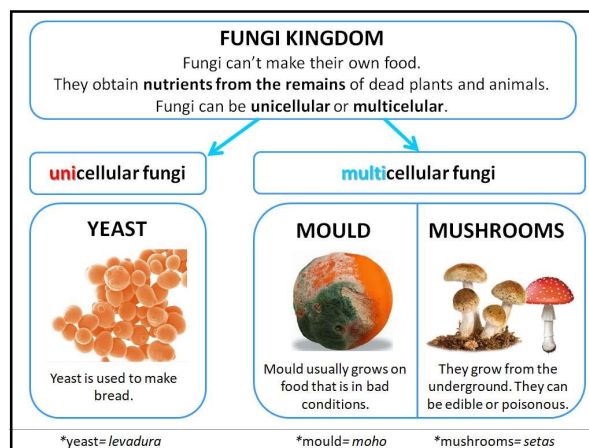 FUNGI KINGDOM
Fungi can't make their own food.
They obtain nutrients from the remains of dead plants and animals.
Fungi can be unicellular or multicelular.
unicellular fungi
multicellular fungi
YEAST
Yeast is used to make
bread.
MOULD
Mould usually grows on
food that is in bad
conditions.
MUSHROOMS
They grow from the
underground. They can
be edible or poisonous.
*yeast= levadura
*mould= moho
*mushrooms= setas